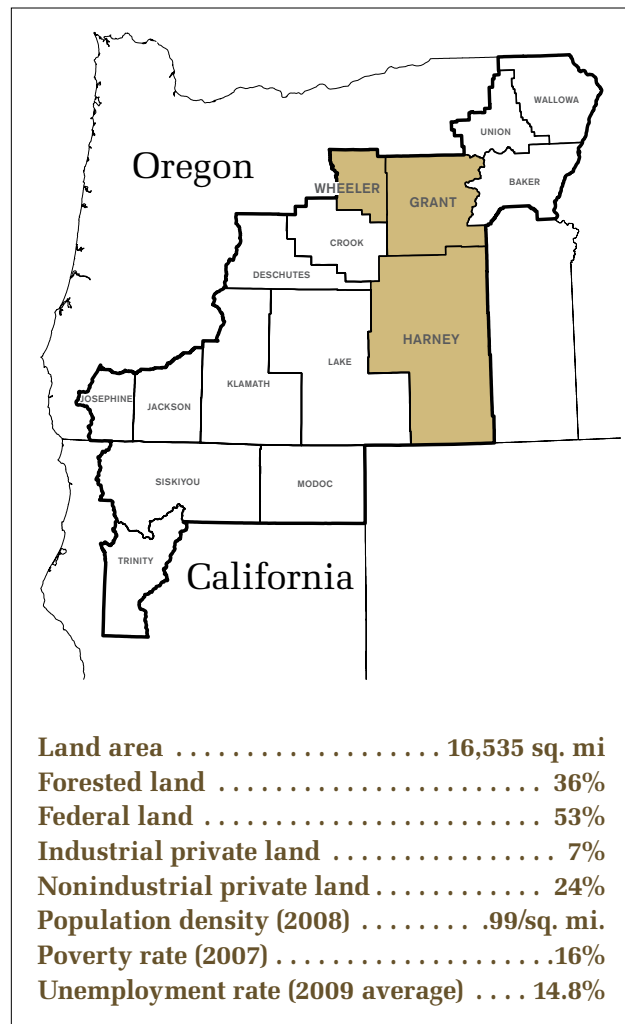 WALLOWA
UNION
Oregon
WHEELER
BAKER
GRANT
CROOK
DESCHUTES
HARNEY
LAKE
KLAMATH
JOSEPHINE
JACKSON
SISKIYOU
MODOC
TRINITY
California
Land area . . . . . . . . . . . . . . . . . . . 16,535 sq. mi
Forested land . . . . . . . . . . . . . . . . . . . . . . . . 36%
Federal land . . . . . . . . . . . . . . . . . . . . . . . . . 53%
Industrial private land . . . . . . . . . . . . . . . . 7%
Nonindustrial private land . . . . . . . . . . . . 24%
Population density (2008) . . . . . . . . .99/sq. mi.
Poverty rate (2007) . . . . . . . . . . . . . . . . . . . .16%
Unemployment rate (2009 average) . . . . 14.8%